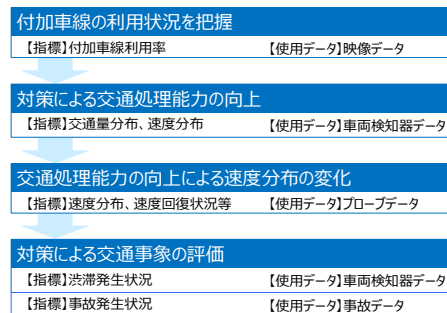 付加車線の利用状況を把握
【指標】付加車線利用率 【使用データ】映像データ
対策による交通処理能力の向上
【指標】交通量分布、速度分布 【使用データ】車両検知器データ
交通処理能力の向上による速度分布の変化
【指標】速度分布、速度回復状況等 【使用データ】プローブデータ
対策による交通事象の評価
【指標】渋滞発生状況 【使用データ】車両検知器データ
【指標】事故発生状況 【使用データ】事故データ